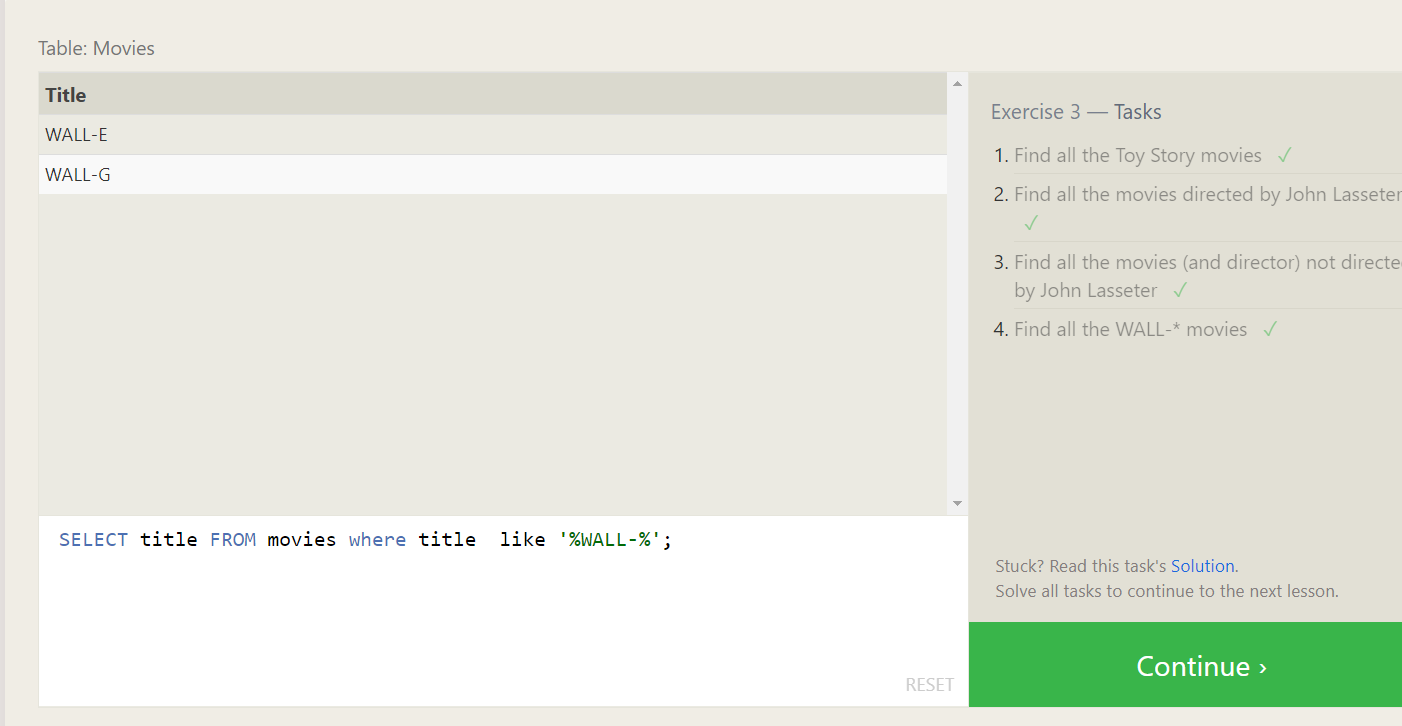 Table: Movies
Title
WALL-E
WALL-G
SELECT title FROM movies where title  like '%WALL-%';
RESET
Exercise 3 — Tasks
1. Find all the Toy Story movies ✓
2. Find all the movies directed by John Lasseter
✓
3. Find all the movies (and director) not directe
by John Lasseter ✓
4. Find all the WALL-* movies ✓
Stuck? Read this task's Solution.
Solve all tasks to continue to the next lesson.
Continue ›